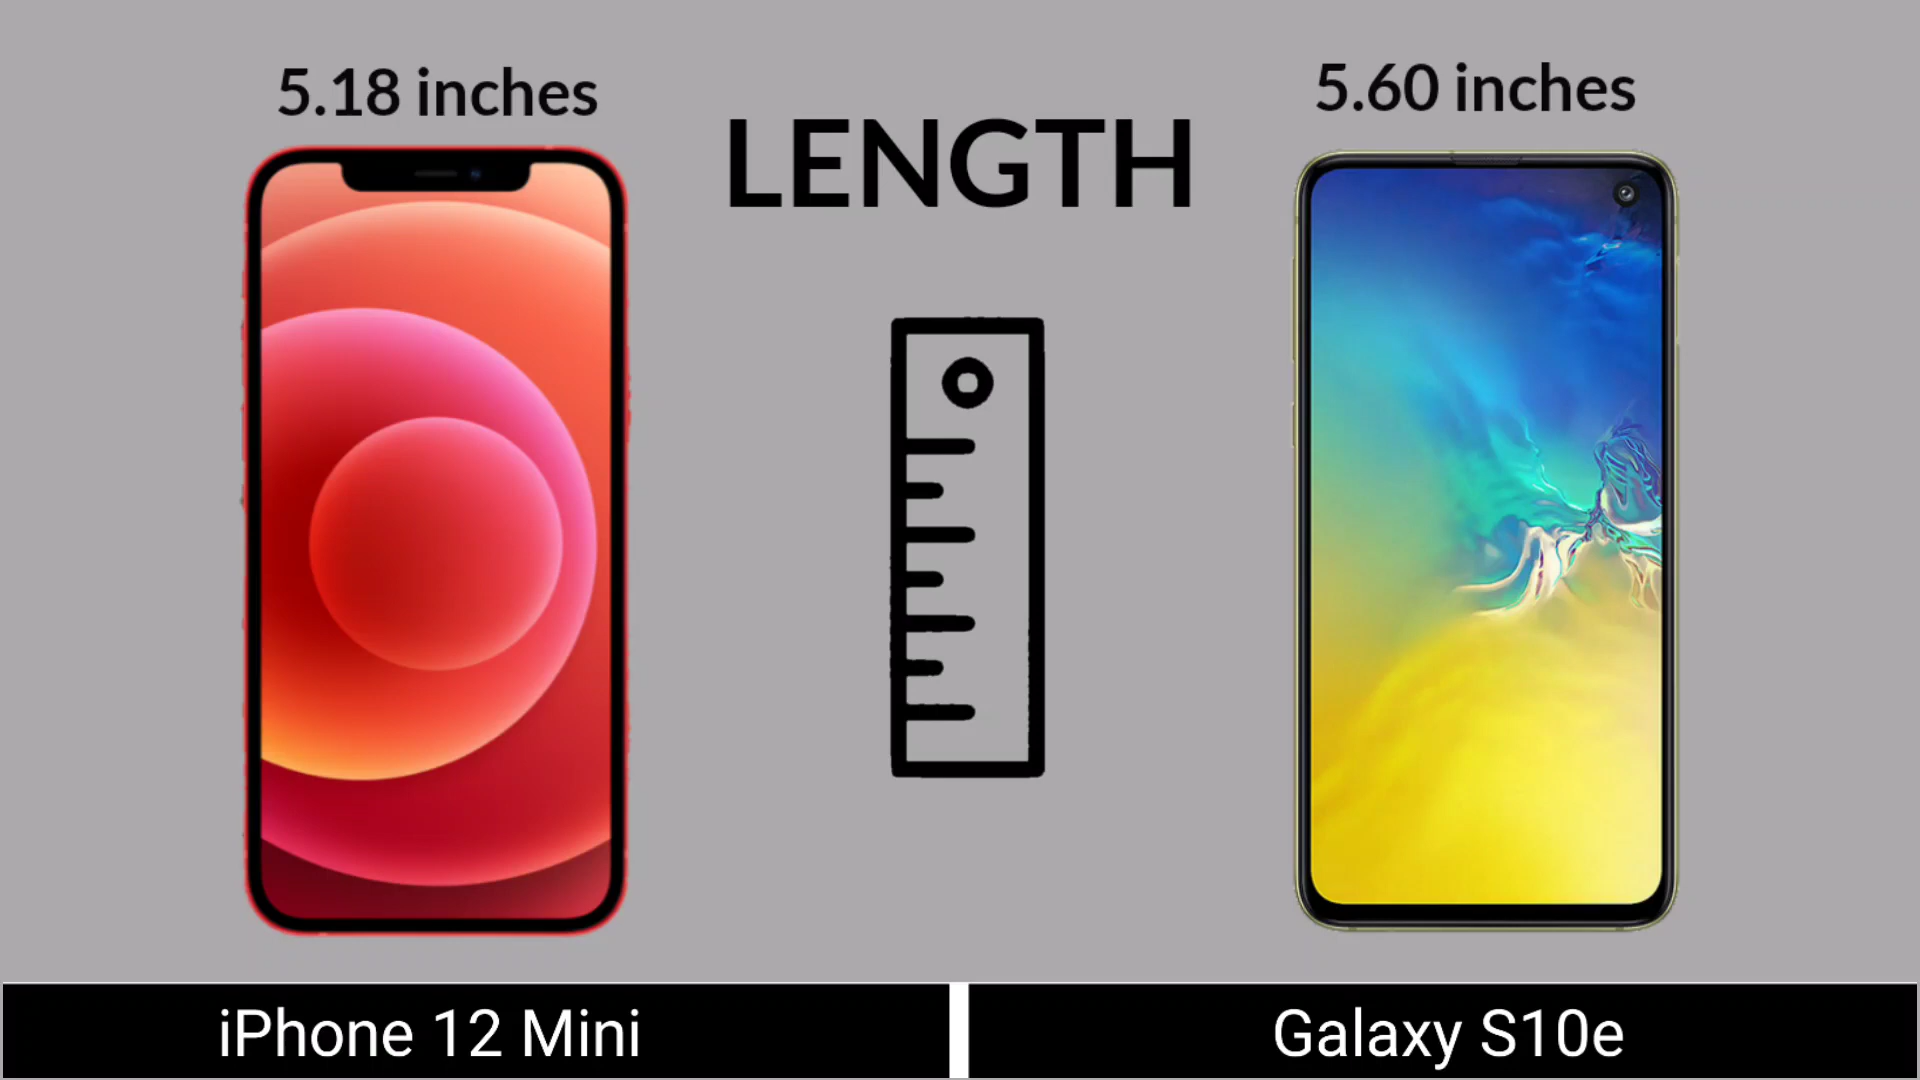 5.18 inches
LENGTH
5.60 inches
iPhone 12 Mini
Galaxy S10e